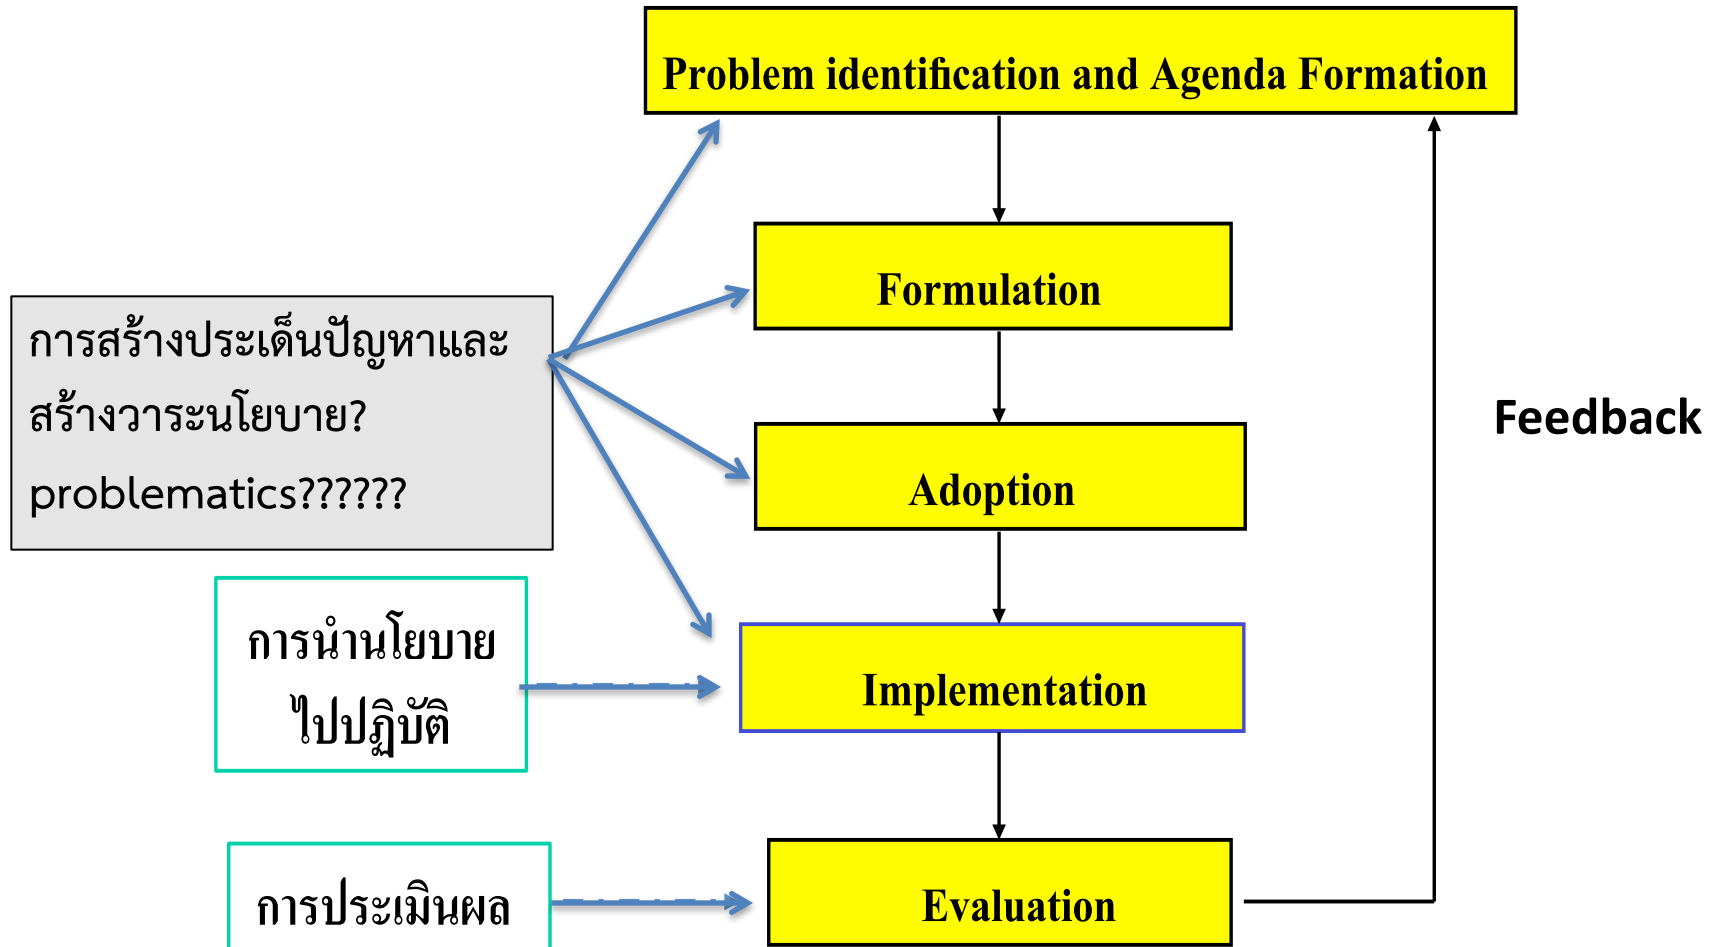 Problem identification and Agenda Formation
Formulation
การสร้างประเด็นปัญหาและ
สร้างวาระนโยบาย?
problematics??????
Feedback
Adoption
การนำนโยบาย
ไปปฏิบัติ
Implementation
การประเมินผล
Evaluation